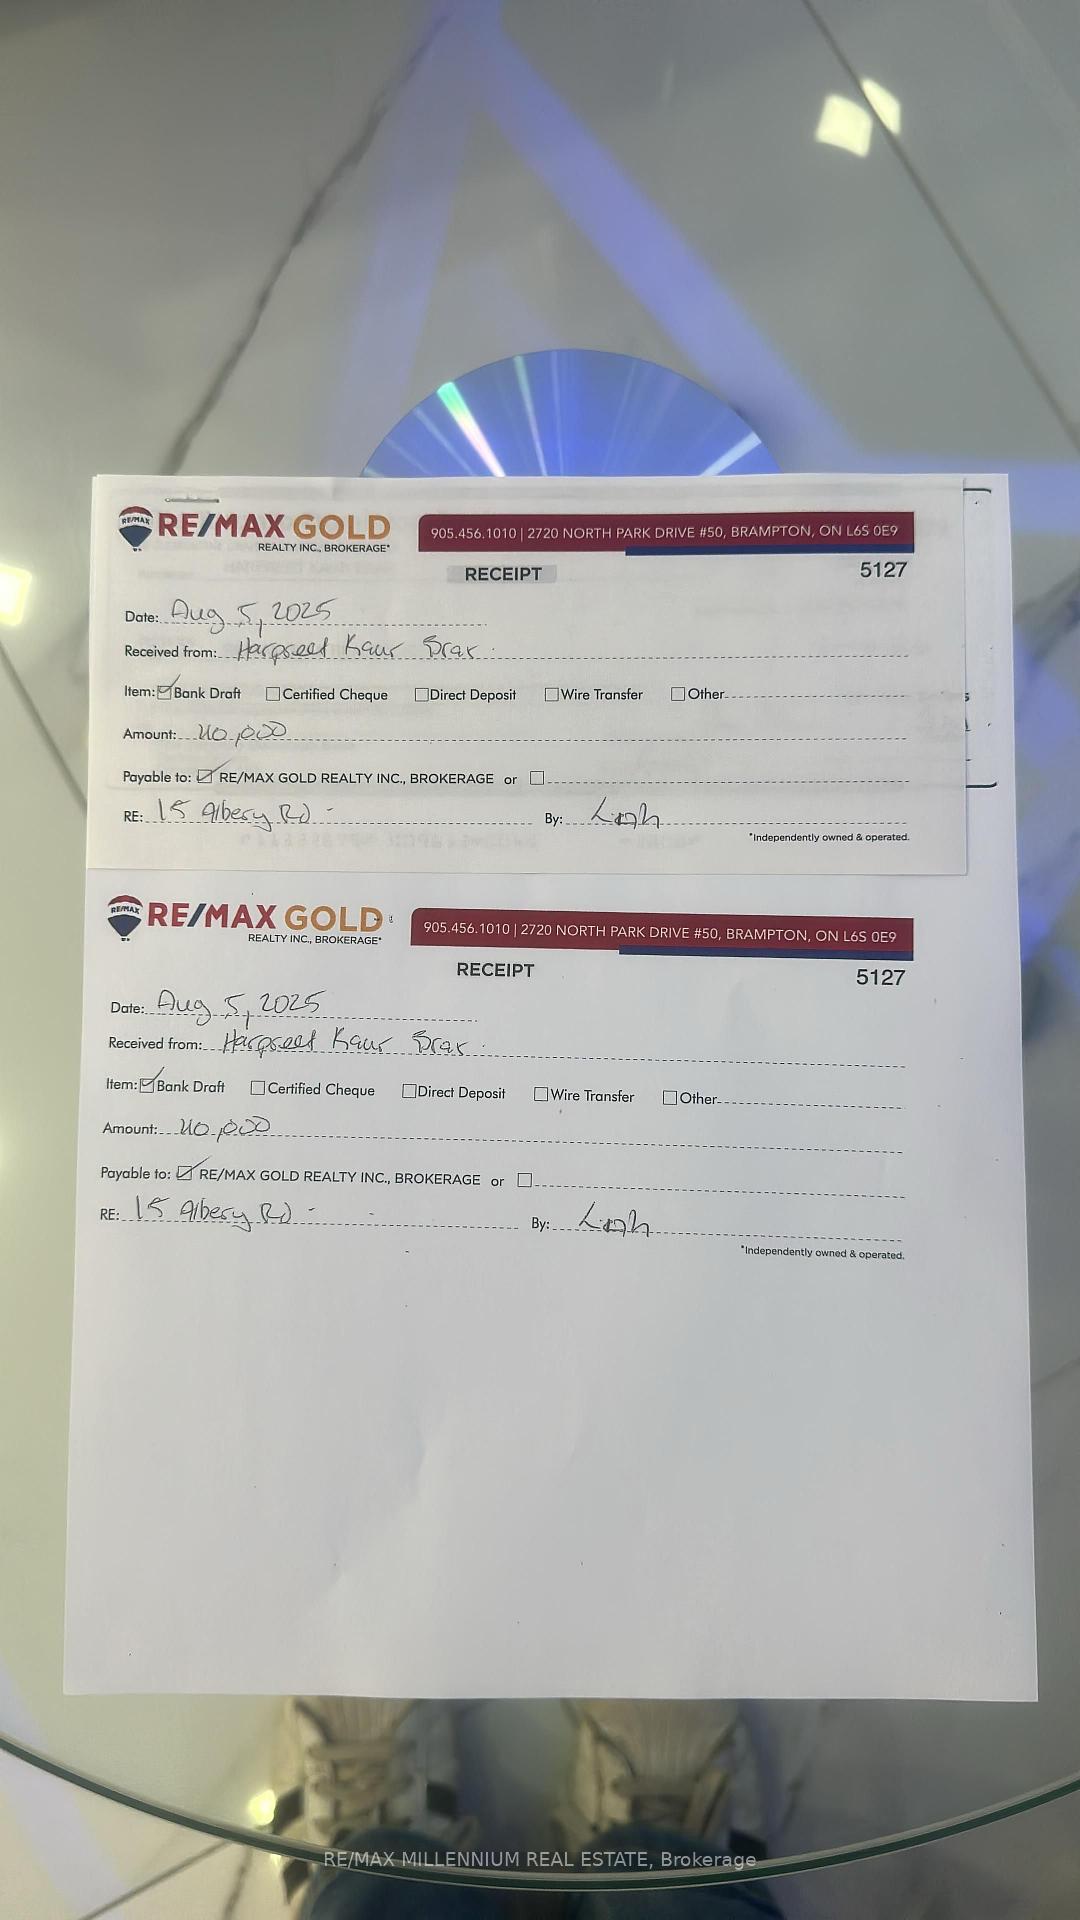 RE/MAX GOLD
REALTY INC., BROKERAGE*
905.456.1010 | 2720 NORTH PARK DRIVE #50, BRAMPTON, ON L6S 0E9
RECEIPT
5127
Date: Aug 5, 2025
Received from: Harpreet Kaur Brar
Item: Bank Draft Certified Cheque Direct Deposit Wire Transfer Other
Amount: 40,000
Payable to: RE/MAX GOLD REALTY INC., BROKERAGE or
RE: 15 Albery Rd - By:
*Independently owned & operated.
RE/MAX GOLD
REALTY INC., BROKERAGE*
905.456.1010 | 2720 NORTH PARK DRIVE #50, BRAMPTON, ON L6S 0E9
RECEIPT
5127
Date: Aug 5, 2025
Received from: Harpreet Kaur Brar
Item: Bank Draft Certified Cheque Direct Deposit Wire Transfer Other
Amount: 40,000
Payable to: RE/MAX GOLD REALTY INC., BROKERAGE or
RE: 15 Albery Rd - By:
*Independently owned & operated.
RE/MAX MILLENNIUM REAL ESTATE, Brokerage